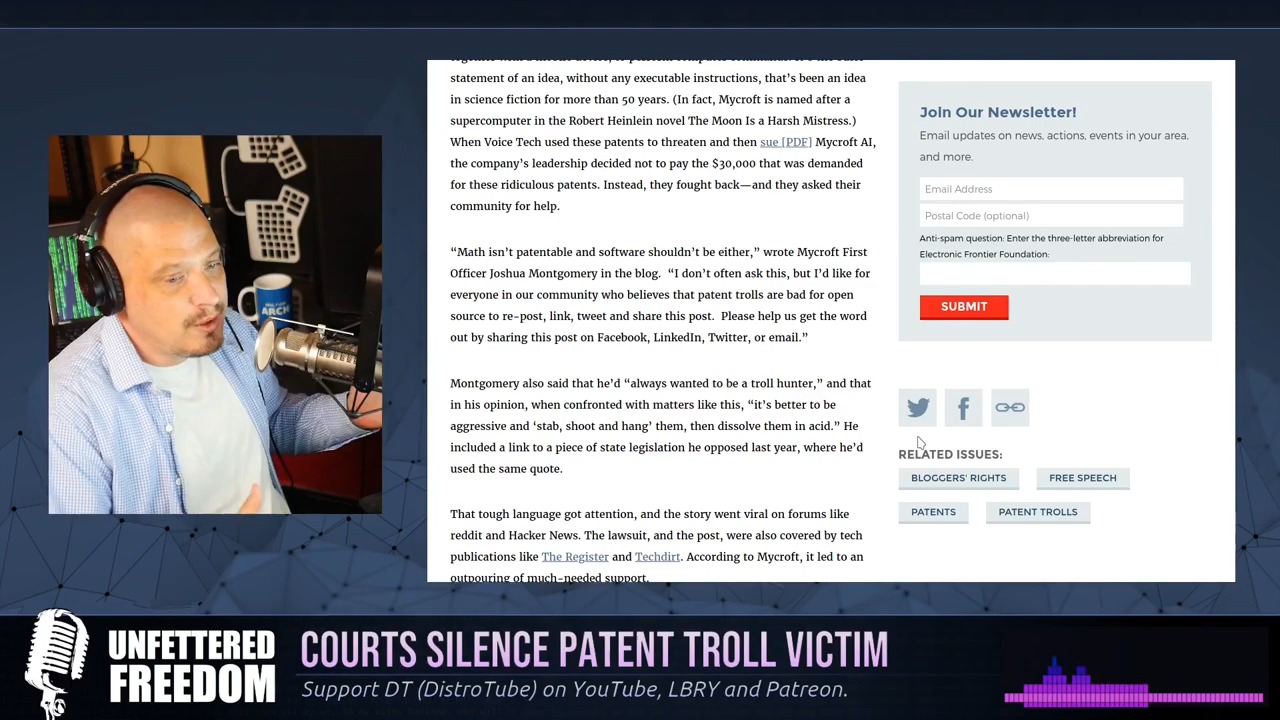 statement of an idea, without any executable instructions, that's been an idea
in science fiction for more than 50 years. (In fact, Mycroft is named after a
supercomputer in the Robert Heinlein novel The Moon Is a Harsh Mistress.)
When Voice Tech used these patents to threaten and then sue [PDF] Mycroft AI,
the company's leadership decided not to pay the $30,000 that was demanded
for these ridiculous patents. Instead, they fought back—and they asked their
community for help.
“Math isn't patentable and software shouldn't be either,” wrote Mycroft First
Officer Joshua Montgomery in the blog.  “I don't often ask this, but I'd like for
everyone in our community who believes that patent trolls are bad for open
source to re-post, link, tweet and share this post.  Please help us get the word
out by sharing this post on Facebook, LinkedIn, Twitter, or email.”
Montgomery also said that he'd “always wanted to be a troll hunter,” and that
in his opinion, when confronted with matters like this, “it's better to be
aggressive and ‘stab, shoot and hang’ them, then dissolve them in acid.” He
included a link to a piece of state legislation he opposed last year, where he'd
used the same quote.
That tough language got attention, and the story went viral on forums like
reddit and Hacker News. The lawsuit, and the post, were also covered by tech
publications like The Register and Techdirt. According to Mycroft, it led to an
outpouring of much-needed support.
Join Our Newsletter!
Email updates on news, actions, events in your area,
and more.
Email Address
Postal Code (optional)
Anti-spam question: Enter the three-letter abbreviation for
Electronic Frontier Foundation:
SUBMIT
RELATED ISSUES:
BLOGGERS' RIGHTS
FREE SPEECH
PATENTS
PATENT TROLLS
ARCH
UNFETTERED
FREEDOM
COURTS SILENCE PATENT TROLL VICTIM
Support DT (DistroTube) on YouTube, LBRY and Patreon.